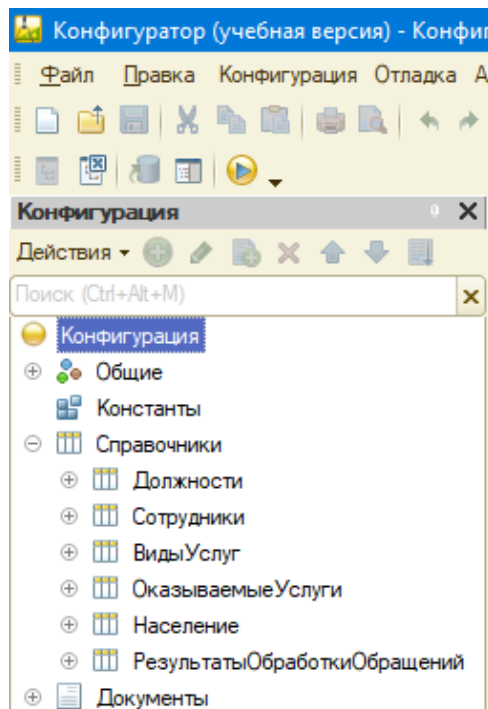 Конфигуратор (учебная версия) - Конфиг
Файл Правка Конфигурация Отладка А
Конфигурация
Действия
Поиск (Ctrl+Alt+M)
Конфигурация
Общие
Константы
Справочники
Должности
Сотрудники
ВидыУслуг
ОказываемыеУслуги
Население
РезультатыОбработкиОбращений
Документы